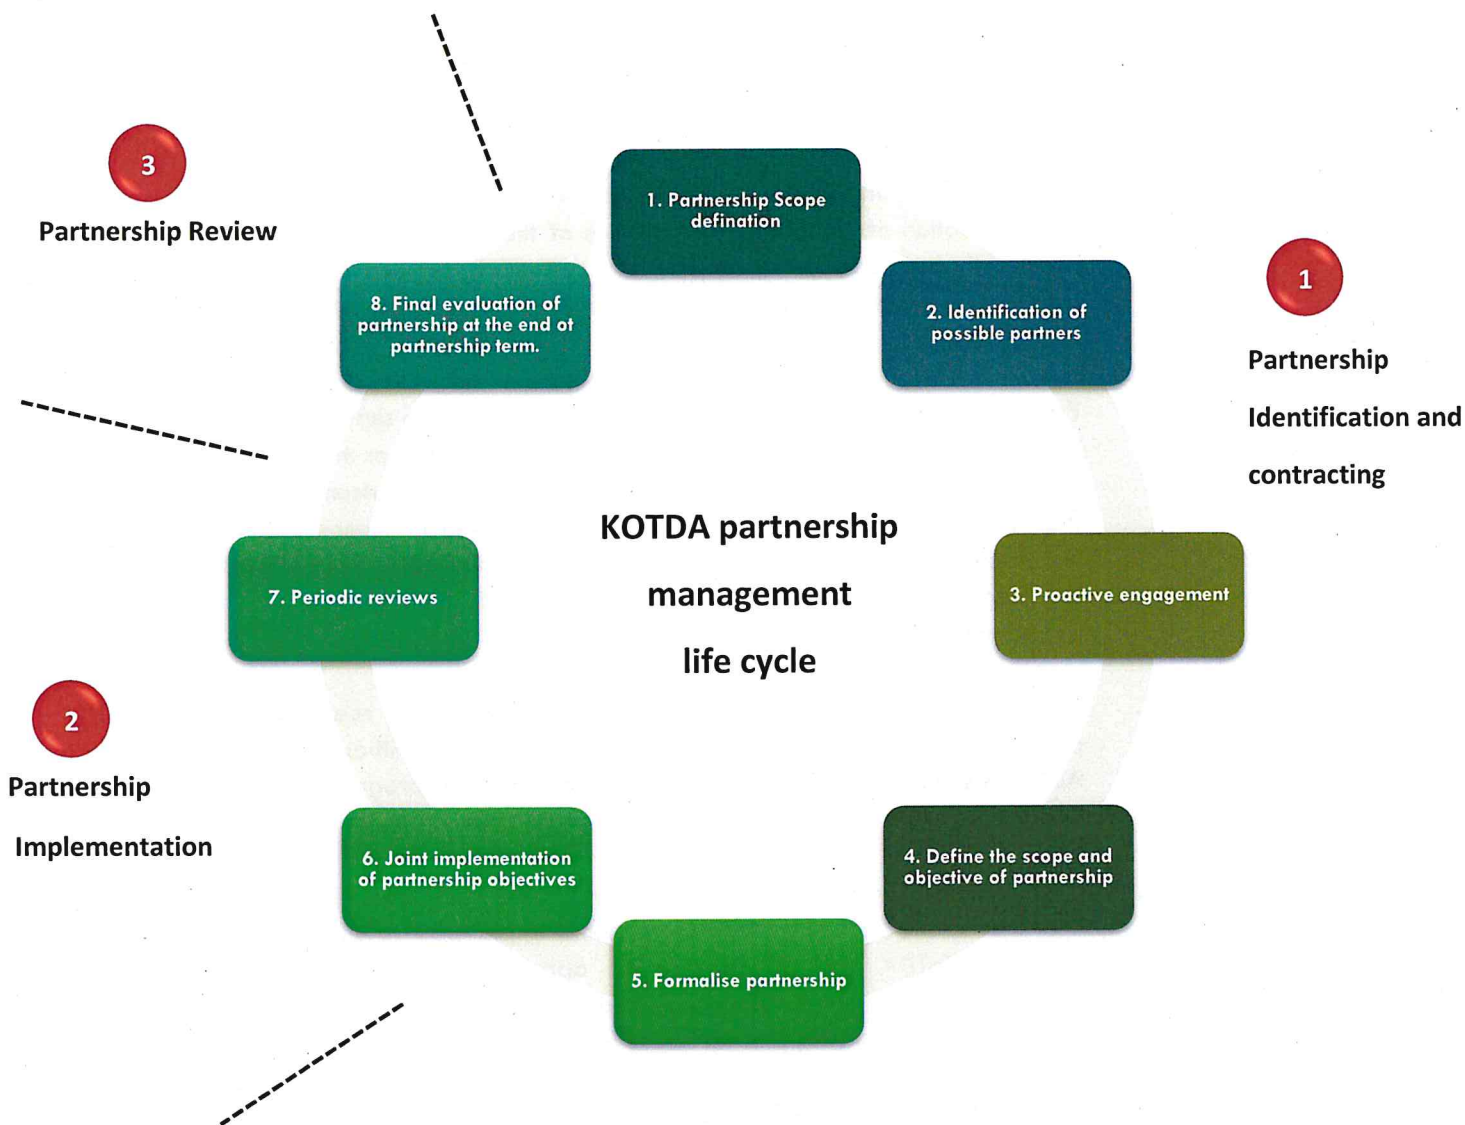 3
Partnership Review
1. Partnership Scope
defination
8. Final evaluation of
partnership at the end of
partnership term.
2. Identification of
possible partners
1
Partnership
Identification and
contracting
KOTDA partnership
management
life cycle
7. Periodic reviews
3. Proactive engagement
2
Partnership
Implementation
6. Joint implementation
of partnership objectives
4. Define the scope and
objective of partnership
5. Formalise partnership